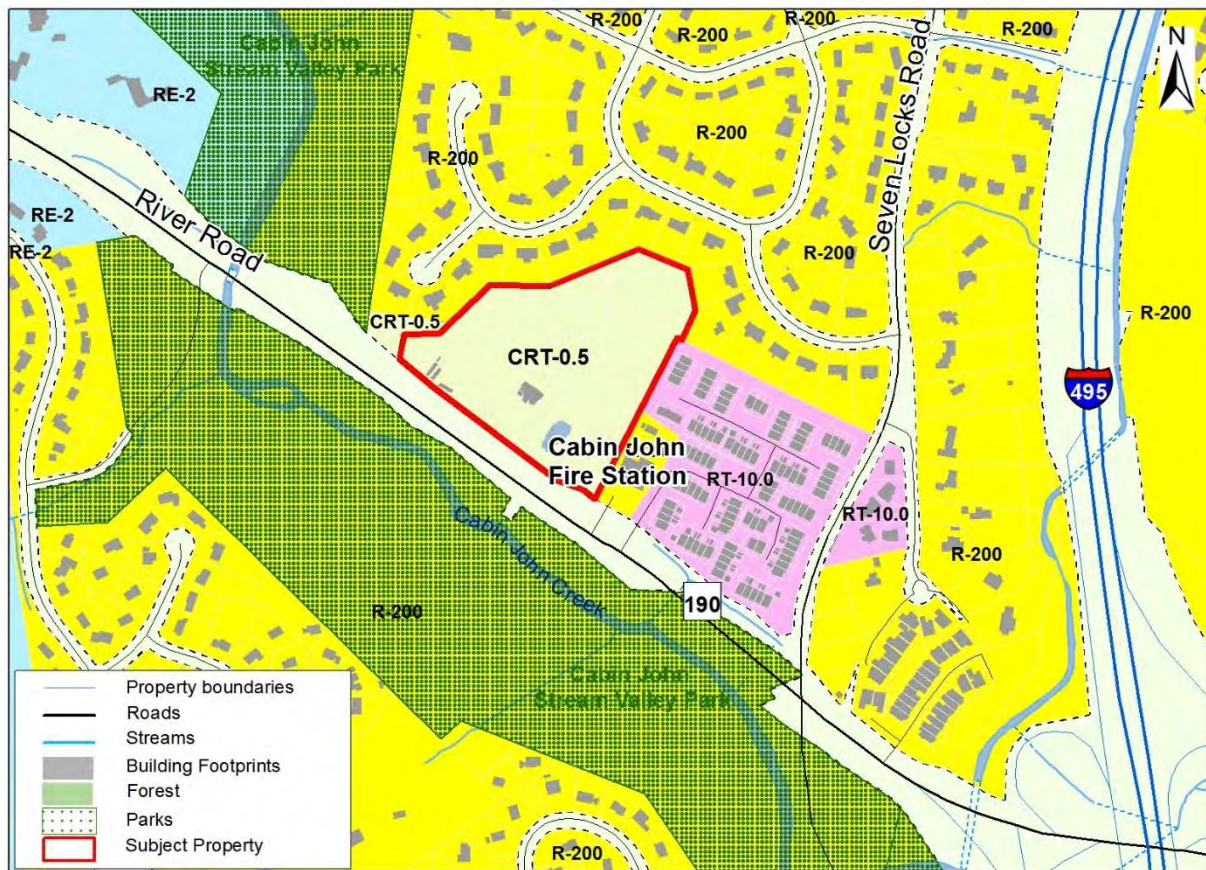 R-200
R-200
R-200
R-200
N
Cabin John
Stream Valley Park
RE-2
R-200
R-200
Seven Locks Road
River Road
RE-2
RE-2
R-200
R-200
CRT-0.5
CRT-0.5
495
Cabin John
Fire Station
RT-10.0
RT-10.0
Cabin John Creek
R-200
R-200
190
Cabin John
Stream Valley Park
R-200
Property boundaries
Roads
Streams
Building Footprints
Forest
Parks
Subject Property